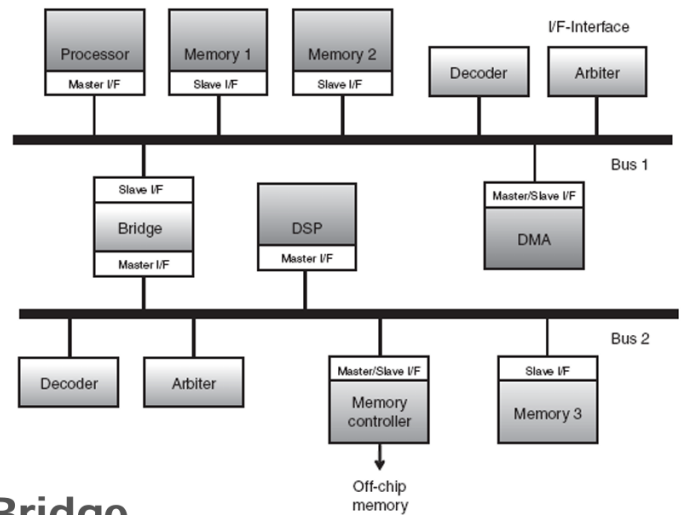 I/F-Interface
Processor
Master I/F
Memory 1
Slave I/F
Memory 2
Slave I/F
Decoder
Arbiter
Bus 1
Slave I/F
Bridge
Master I/F
DSP
Master I/F
Master/Slave I/F
DMA
Bus 2
Decoder
Arbiter
Master/Slave I/F
Memory
controller
Slave I/F
Memory 3
Off-chip
memory
Bridge